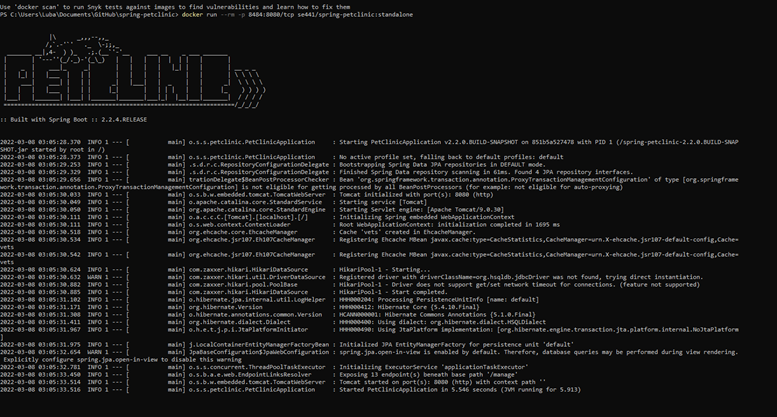 Use 'docker scan' to run Snyk tests against images to find vulnerabilities and learn how to fix them
PS C:\Users\Luba\Documents\GitHub\spring-petclinic> docker run --rm -p 8484:8080/tcp se441/spring-petclinic:standalone
:: Built with Spring Boot :: 2.2.4.RELEASE
2022-03-08 03:05:28.370 INFO 1 --- [ main] o.s.s.petclinic.PetClinicApplication : Starting PetClinicApplication v2.2.0.BUILD-SNAPSHOT on 851b5a527478 with PID 1 (/spring-petclinic-2.2.0.BUILD-SNAP
SHOT.jar started by root in /)
2022-03-08 03:05:28.373 INFO 1 --- [ main] o.s.s.petclinic.PetClinicApplication : No active profile set, falling back to default profiles: default
2022-03-08 03:05:29.253 INFO 1 --- [ main] .s.d.r.c.RepositoryConfigurationDelegate : Bootstrapping Spring Data JPA repositories in DEFAULT mode.
2022-03-08 03:05:29.329 INFO 1 --- [ main] .s.d.r.c.RepositoryConfigurationDelegate : Finished Spring Data repository scanning in 61ms. Found 4 JPA repository interfaces.
2022-03-08 03:05:29.656 INFO 1 --- [ main] trationDelegate$BeanPostProcessorChecker : Bean 'org.springframework.transaction.annotation.ProxyTransactionManagementConfiguration' of type [org.springframe
work.transaction.annotation.ProxyTransactionManagementConfiguration] is not eligible for getting processed by all BeanPostProcessors (for example: not eligible for auto-proxying)
2022-03-08 03:05:30.033 INFO 1 --- [ main] o.s.b.w.embedded.tomcat.TomcatWebServer : Tomcat initialized with port(s): 8080 (http)
2022-03-08 03:05:30.049 INFO 1 --- [ main] o.apache.catalina.core.StandardService : Starting service [Tomcat]
2022-03-08 03:05:30.050 INFO 1 --- [ main] org.apache.catalina.core.StandardEngine : Starting Servlet engine: [Apache Tomcat/9.0.30]
2022-03-08 03:05:30.111 INFO 1 --- [ main] o.a.c.c.C.[Tomcat].[localhost].[/] : Initializing Spring embedded WebApplicationContext
2022-03-08 03:05:30.111 INFO 1 --- [ main] o.s.web.context.ContextLoader : Root WebApplicationContext: initialization completed in 1695 ms
2022-03-08 03:05:30.518 INFO 1 --- [ main] org.ehcache.core.EhcacheManager : Cache 'vets' created in EhcacheManager.
2022-03-08 03:05:30.534 INFO 1 --- [ main] org.ehcache.jsr107.Eh107CacheManager : Registering Ehcache MBean javax.cache:type=CacheStatistics,CacheManager=urn.X-ehcache.jsr107-default-config,Cache=
vets
2022-03-08 03:05:30.542 INFO 1 --- [ main] org.ehcache.jsr107.Eh107CacheManager : Registering Ehcache MBean javax.cache:type=CacheStatistics,CacheManager=urn.X-ehcache.jsr107-default-config,Cache=
vets
2022-03-08 03:05:30.624 INFO 1 --- [ main] com.zaxxer.hikari.HikariDataSource : HikariPool-1 - Starting...
2022-03-08 03:05:30.632 WARN 1 --- [ main] com.zaxxer.hikari.util.DriverDataSource : Registered driver with driverClassName=org.hsqldb.jdbcDriver was not found, trying direct instantiation.
2022-03-08 03:05:30.882 INFO 1 --- [ main] com.zaxxer.hikari.pool.PoolBase : HikariPool-1 - Driver does not support get/set network timeout for connections. (feature not supported)
2022-03-08 03:05:30.885 INFO 1 --- [ main] com.zaxxer.hikari.HikariDataSource : HikariPool-1 - Start completed.
2022-03-08 03:05:31.102 INFO 1 --- [ main] o.hibernate.jpa.internal.util.LogHelper : HHH000204: Processing PersistenceUnitInfo [name: default]
2022-03-08 03:05:31.171 INFO 1 --- [ main] org.hibernate.Version : HHH000412: Hibernate Core {5.4.10.Final}
2022-03-08 03:05:31.308 INFO 1 --- [ main] o.hibernate.annotations.common.Version : HCANN000001: Hibernate Commons Annotations {5.1.0.Final}
2022-03-08 03:05:31.411 INFO 1 --- [ main] org.hibernate.dialect.Dialect : HHH000400: Using dialect: org.hibernate.dialect.HSQLDialect
2022-03-08 03:05:31.967 INFO 1 --- [ main] o.h.e.t.j.p.i.JtaPlatformInitiator : HHH000490: Using JtaPlatform implementation: [org.hibernate.engine.transaction.jta.platform.internal.NoJtaPlatform
]
2022-03-08 03:05:31.975 INFO 1 --- [ main] j.LocalContainerEntityManagerFactoryBean : Initialized JPA EntityManagerFactory for persistence unit 'default'
2022-03-08 03:05:32.654 WARN 1 --- [ main] JpaBaseConfiguration$JpaWebConfiguration : spring.jpa.open-in-view is enabled by default. Therefore, database queries may be performed during view rendering.
Explicitly configure spring.jpa.open-in-view to disable this warning
2022-03-08 03:05:32.781 INFO 1 --- [ main] o.s.s.concurrent.ThreadPoolTaskExecutor : Initializing ExecutorService 'applicationTaskExecutor'
2022-03-08 03:05:33.450 INFO 1 --- [ main] o.s.b.a.e.web.EndpointLinksResolver : Exposing 13 endpoint(s) beneath base path '/manage'
2022-03-08 03:05:33.514 INFO 1 --- [ main] o.s.b.w.embedded.tomcat.TomcatWebServer : Tomcat started on port(s): 8080 (http) with context path ''
2022-03-08 03:05:33.516 INFO 1 --- [ main] o.s.s.petclinic.PetClinicApplication : Started PetClinicApplication in 5.546 seconds (JVM running for 5.913)